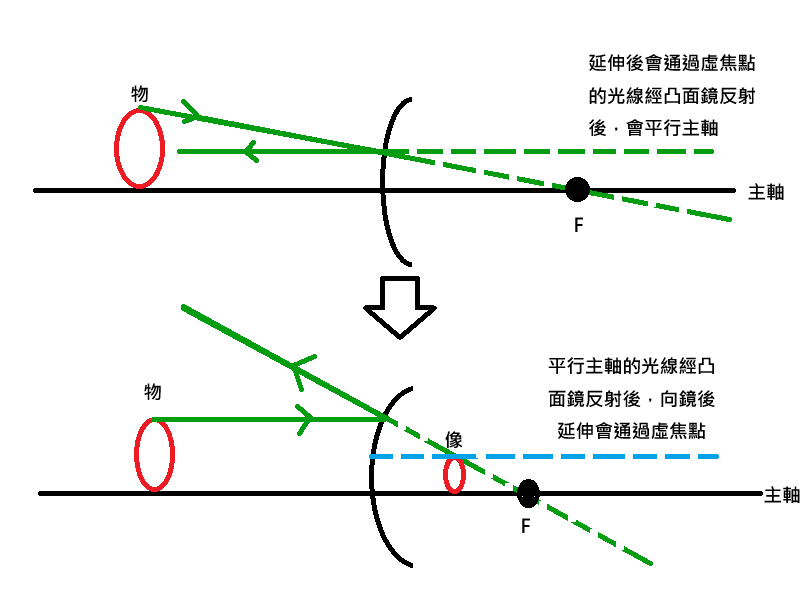 物
延伸後會通過虛焦點
的光線經凸面鏡反射
後，會平行主軸
主軸
F
物
像
平行主軸的光線經凸
面鏡反射後，向鏡後
延伸會通過虛焦點
主軸
F